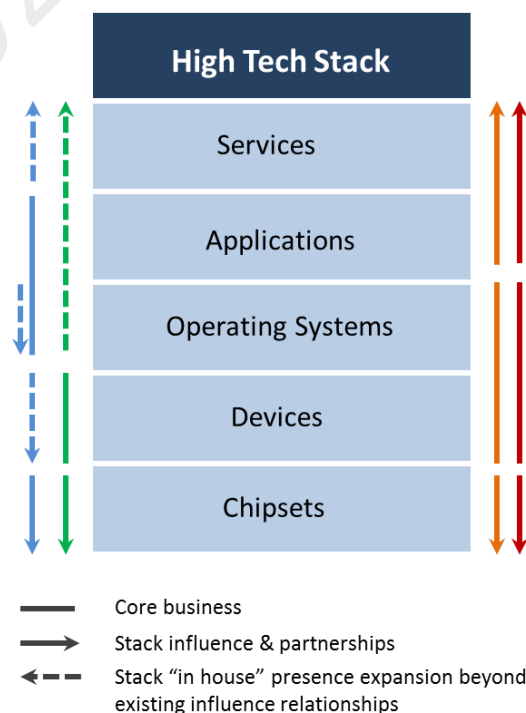 High Tech Stack
Services
Applications
Operating Systems
Devices
Chipsets
Core business
Stack influence & partnerships
Stack “in house” presence expansion beyond
existing influence relationships